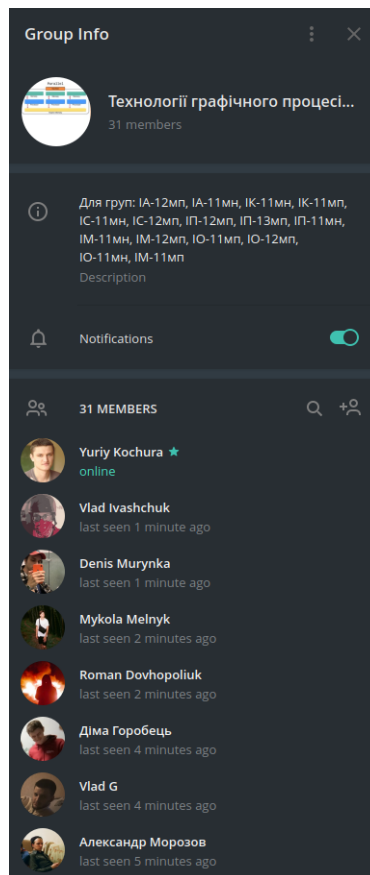 Group Info
Технології графічного процесі...
31 members
Для груп: ІА-12мп, ІА-11мн, ІК-11мн, ІК-11мп,
ІС-11мн, ІС-12мп, ІП-12мп, ІП-13мп, ІП-11мн,
ІМ-11мн, ІМ-12мп, ІО-11мп, ІО-12мп,
ІО-11мн, ІМ-11мп
Description
Notifications
31 MEMBERS
Yuriy Kochura
online
Vlad Ivashchuk
last seen 1 minute ago
Denis Murynka
last seen 1 minute ago
Mykola Melnyk
last seen 2 minutes ago
Roman Dovhopoliuk
last seen 2 minutes ago
Діма Горобець
last seen 4 minutes ago
Vlad G
last seen 4 minutes ago
Александр Морозов
last seen 5 minutes ago